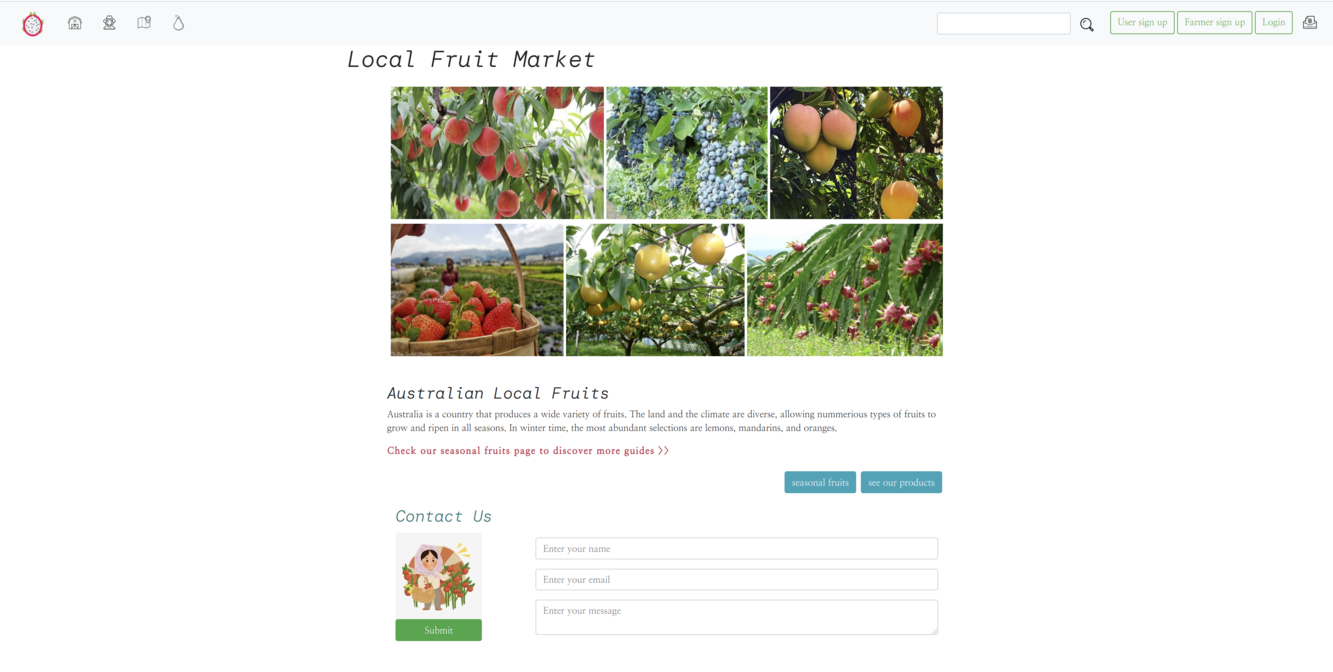 User sign up
Farmer sign up
Login
Local Fruit Market
Australian Local Fruits
Australia is a country that produces a wide variety of fruits. The land and the climate are diverse, allowing nummerious types of fruits to
grow and ripen in all seasons. In winter time, the most abundant selections are lemons, mandarins, and oranges.
Check our seasonal fruits page to discover more guides >>
seasonal fruits
see our products
Contact Us
Enter your name
Enter your email
Enter your message
Submit